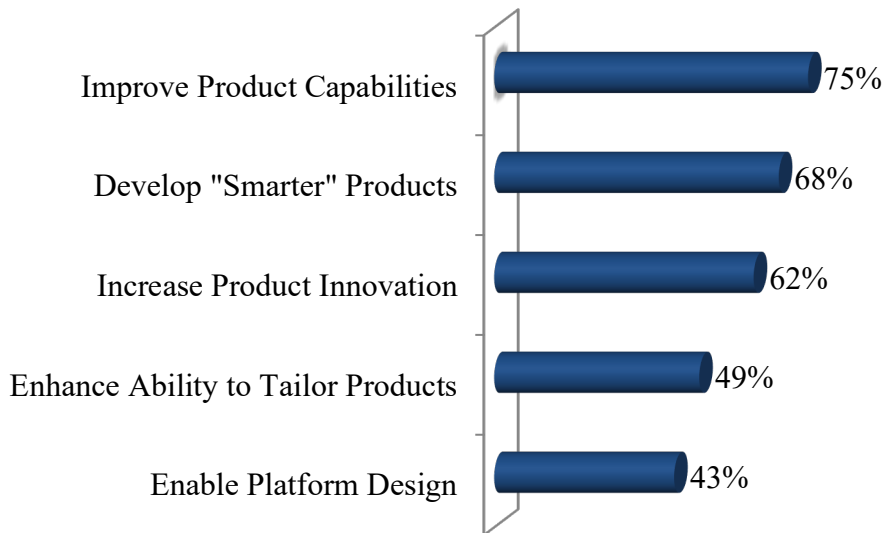 Improve Product Capabilities 75%
Develop "Smarter" Products 68%
Increase Product Innovation 62%
Enhance Ability to Tailor Products 49%
Enable Platform Design 43%